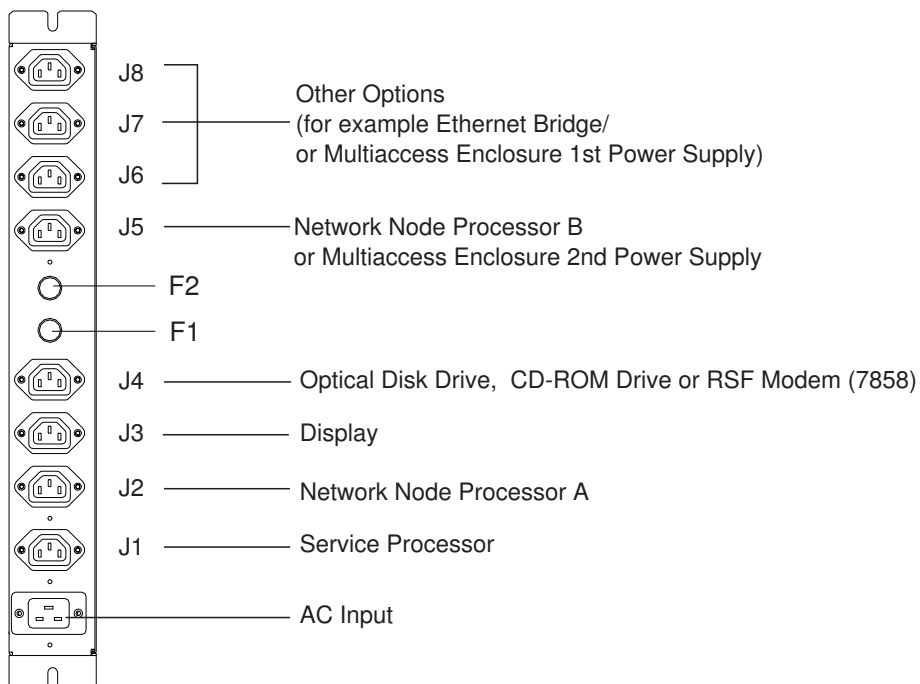 J8
J7
J6
Other Options
(for example Ethernet Bridge/
or Multiaccess Enclosure 1st Power Supply)
J5
Network Node Processor B
or Multiaccess Enclosure 2nd Power Supply
F2
F1
J4
Optical Disk Drive, CD-ROM Drive or RSF Modem (7858)
J3
Display
J2
Network Node Processor A
J1
Service Processor
AC Input